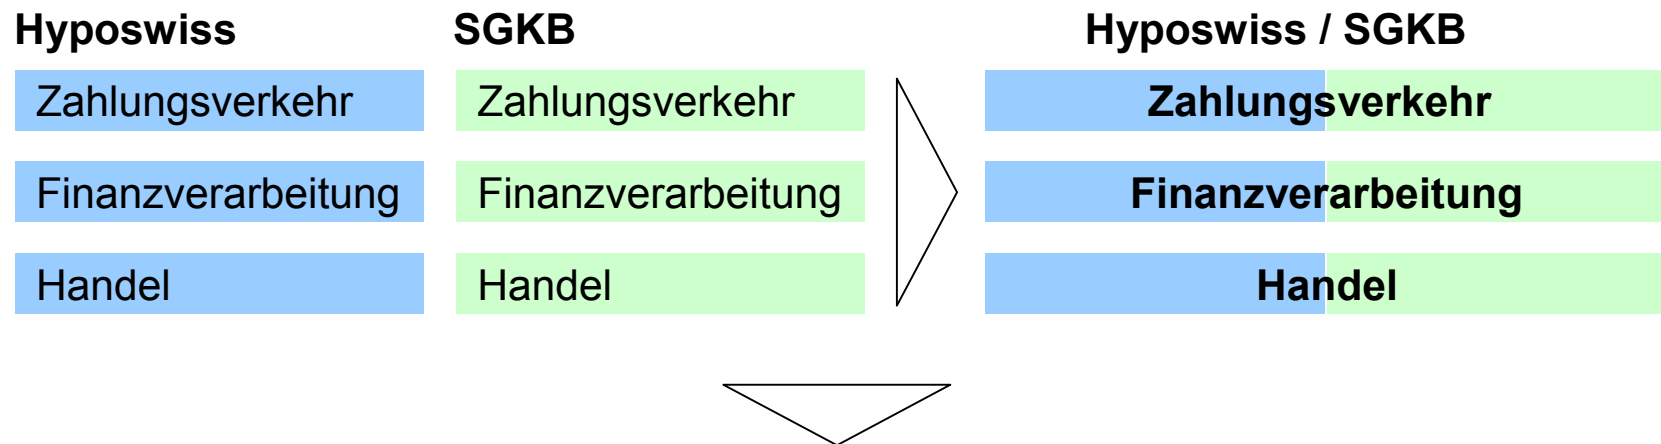 Hyposwiss SGKB Hyposwiss / SGKB
Zahlungsverkehr Zahlungsverkehr Zahlungsverkehr
Finanzverarbeitung Finanzverarbeitung Finanzverarbeitung
Handel Handel Handel